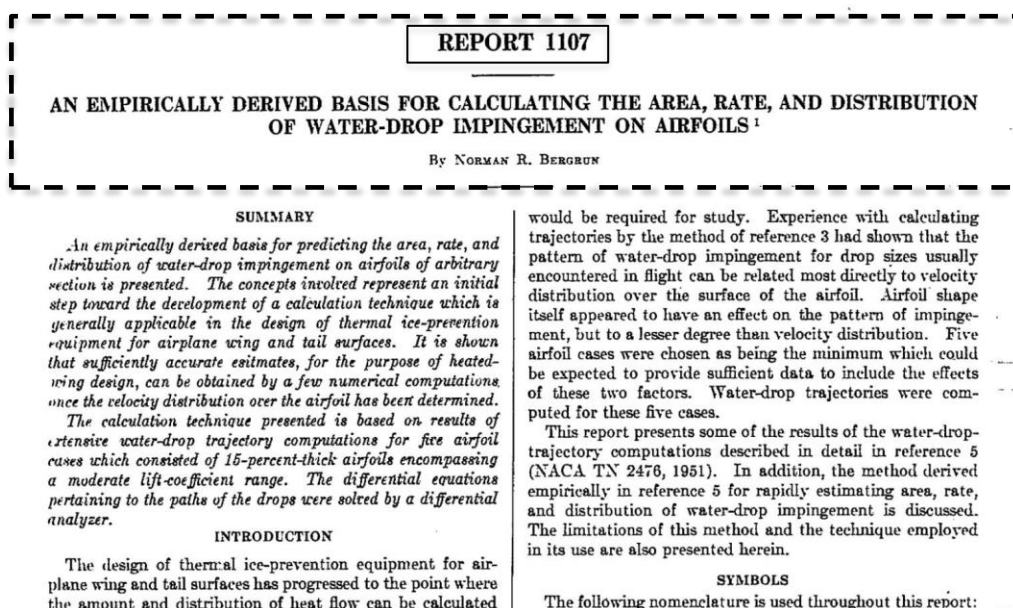 REPORT 1107
AN EMPIRICALLY DERIVED BASIS FOR CALCULATING THE AREA, RATE, AND DISTRIBUTION
OF WATER-DROP IMPINGEMENT ON AIRFOILS ¹
By NORMAN R. BERGRUN
SUMMARY
An empirically derived basis for predicting the area, rate, and
distribution of water-drop impingement on airfoils of arbitrary
section is presented. The concepts involved represent an initial
step toward the development of a calculation technique which is
generally applicable in the design of thermal ice-prevention
equipment for airplane wing and tail surfaces. It is shown
that sufficiently accurate esitmates, for the purpose of heated-
wing design, can be obtained by a few numerical computations
once the velocity distribution over the airfoil has been determined.
The calculation technique presented is based on results of
extensive water-drop trajectory computations for five airfoil
cases which consisted of 15-percent-thick airfoils encompassing
a moderate lift-coefficient range. The differential equations
pertaining to the paths of the drops were solved by a differential
analyzer.
INTRODUCTION
The design of thermal ice-prevention equipment for air-
plane wing and tail surfaces has progressed to the point where
the amount and distribution of heat flow can be calculated
would be required for study. Experience with calculating
trajectories by the method of reference 3 had shown that the
pattern of water-drop impingement for drop sizes usually
encountered in flight can be related most directly to velocity
distribution over the surface of the airfoil. Airfoil shape
itself appeared to have an effect on the pattern of impinge-
ment, but to a lesser degree than velocity distribution. Five
airfoil cases were chosen as being the minimum which could
be expected to provide sufficient data to include the effects
of these two factors. Water-drop trajectories were com-
puted for these five cases.
This report presents some of the results of the water-drop-
trajectory computations described in detail in reference 5
(NACA TN 2476, 1951). In addition, the method derived
empirically in reference 5 for rapidly estimating area, rate,
and distribution of water-drop impingement is discussed.
The limitations of this method and the technique employed
in its use are also presented herein.
SYMBOLS
The following nomenclature is used throughout this report: